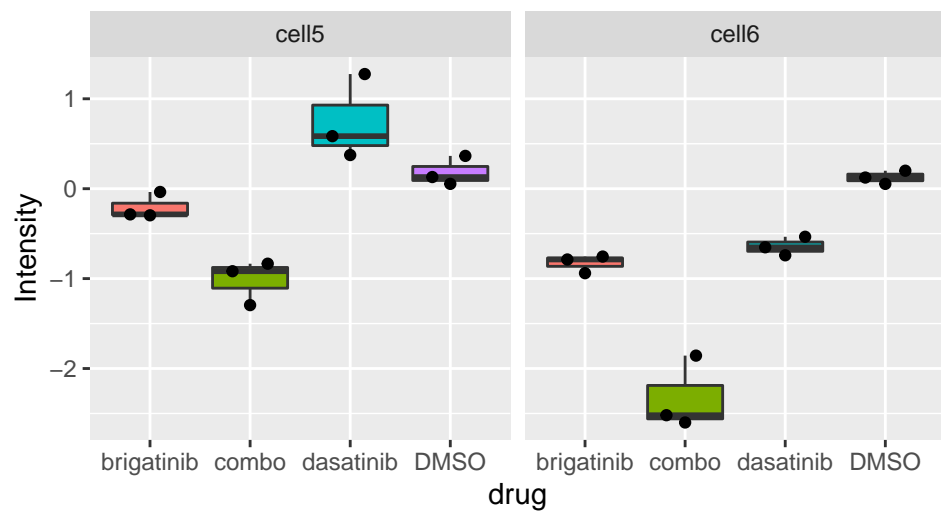 cell5 cell6
1
0
−1
−2
Intensity
brigatinib combo dasatinib DMSO brigatinib combo dasatinib DMSO
drug